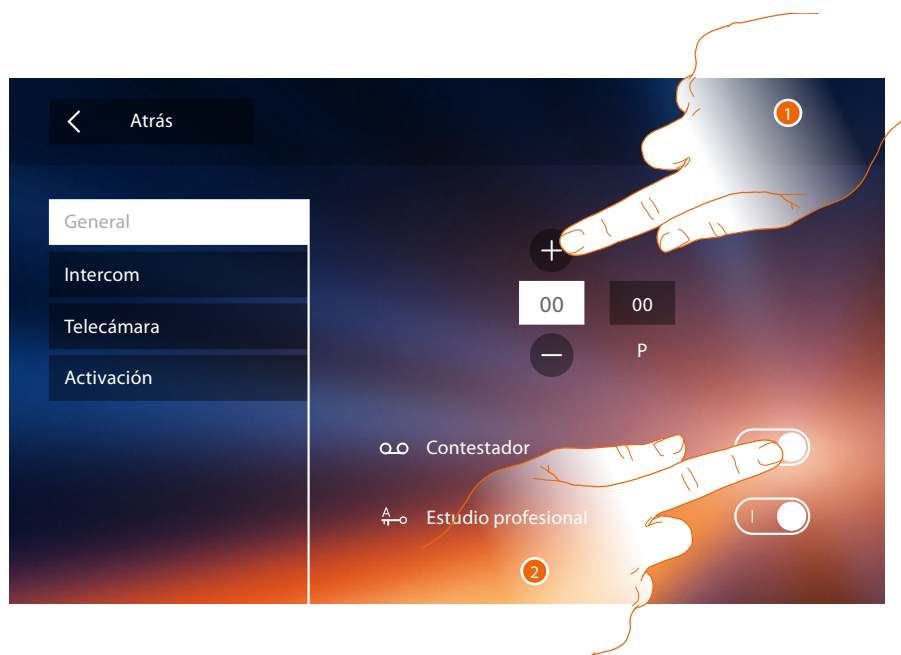 1
Atrás
General
Intercom
Telecámara
Activación
+
00 00
− P
Contestador
A Estudio profesional I
2